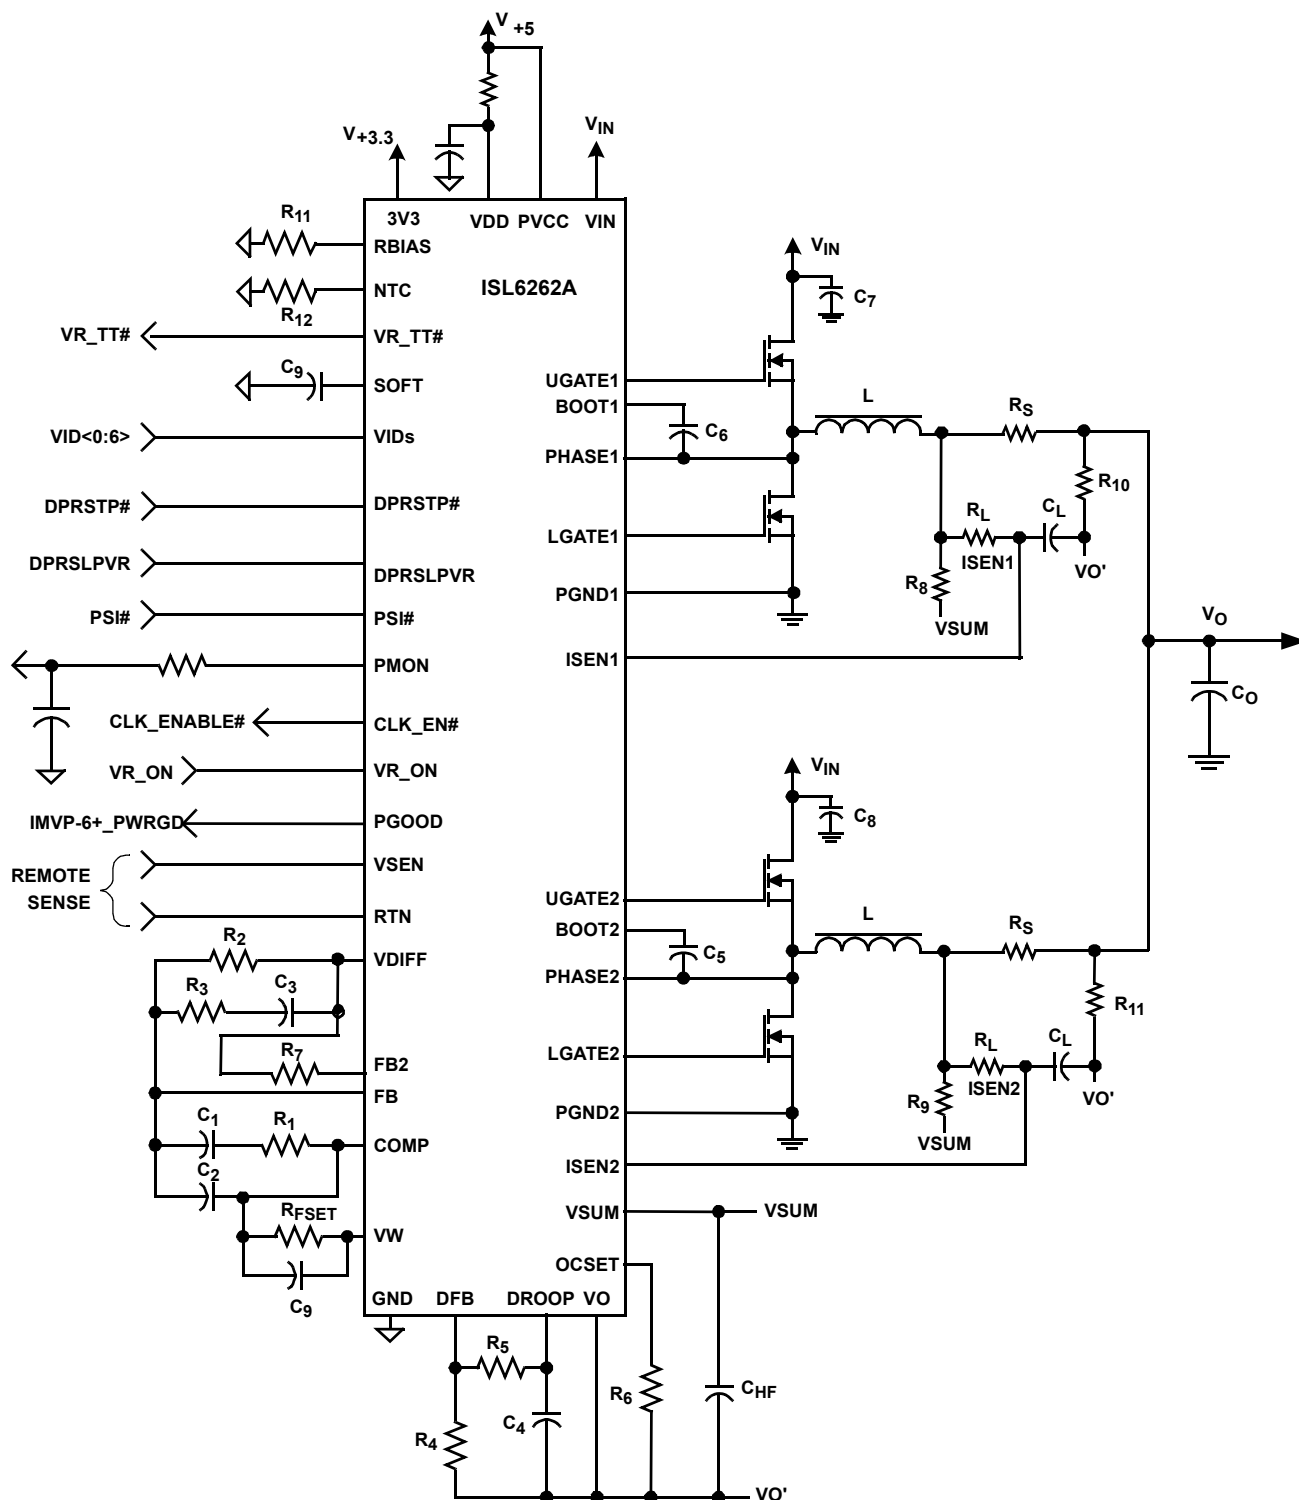 V +5
V+3.3
VIN
3V3
VDD PVCC
VIN
ISL6262A
R11
RBIAS
NTC
R12
VR_TT#
VR_TT#
C9
SOFT
VID<0:6>
VIDs
DPRSTP#
DPRSTP#
DPRSLPVR
DPRSLPVR
PSI#
PSI#
PMON
CLK_ENABLE#
CLK_EN#
VR_ON
VR_ON
IMVP-6+_PWRGD
PGOOD
REMOTE
SENSE
VSEN
RTN
R2
VDIFF
R3
C3
R7
FB2
FB
C1
R1
COMP
C2
RFSET
VW
C9
GND
DFB
DROOP
VO
R5
R4
C4
R6
CHF
VO'
VIN
C7
UGATE1
BOOT1
C6
PHASE1
L
RS
R10
LGATE1
RL
CL
ISEN1
VO'
R8
VSUM
PGND1
ISEN1
VO
CO
VIN
C8
UGATE2
BOOT2
C5
PHASE2
L
RS
R11
LGATE2
RL
CL
ISEN2
VO'
R9
VSUM
PGND2
ISEN2
VSUM
VSUM
OCSET